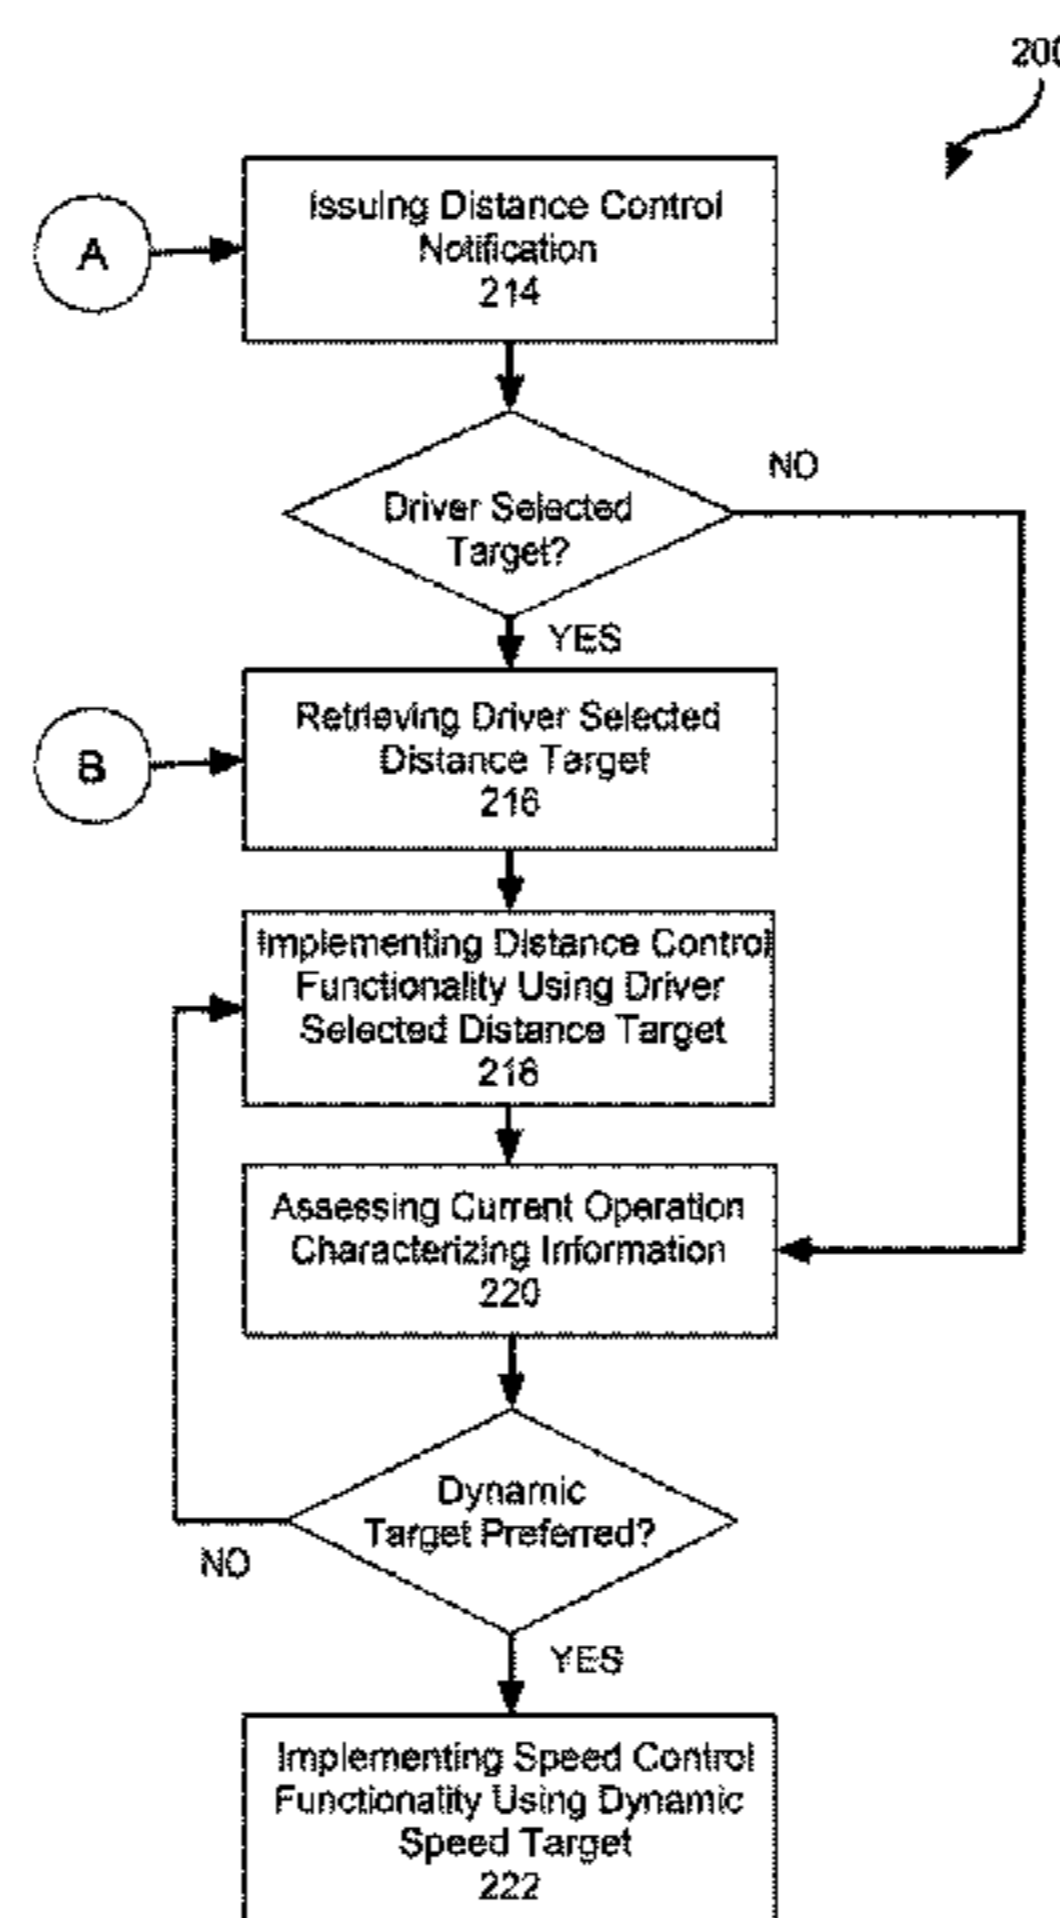 200
Issuing Distance Control
Notification
214
A
NO
Driver Selected
Target?
YES
Retrieving Driver Selected
Distance Target
216
B
Implementing Distance Control
Functionality Using Driver
Selected Distance Target
218
Assessing Current Operation
Characterizing Information
220
Dynamic
Target Preferred?
NO
YES
Implementing Speed Control
Functionality Using Dynamic
Speed Target
222